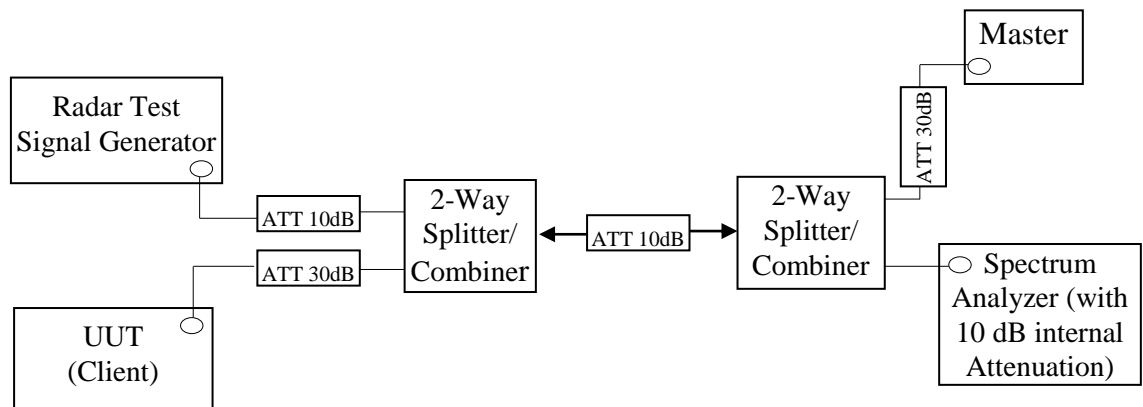 Radar Test
Signal Generator
ATT 10dB
ATT 30dB
UUT
(Client)
2-Way
Splitter/
Combiner
ATT 10dB
2-Way
Splitter/
Combiner
ATT 30dB
Master
Spectrum
Analyzer (with
10 dB internal
Attenuation)